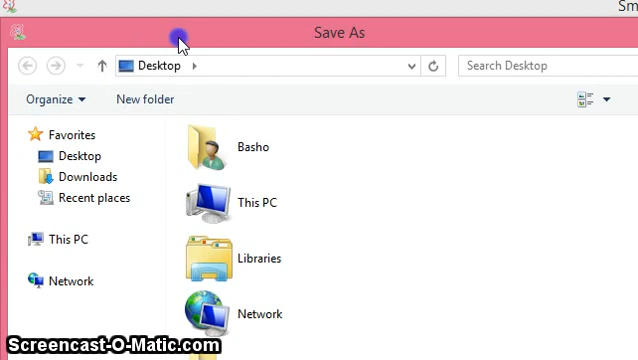 Sm
Save As
Desktop
Search Desktop
Organize
New folder
Favorites
Desktop
Downloads
Recent places
This PC
Network
Basho
This PC
Libraries
Network
Screencast-O-Matic.com